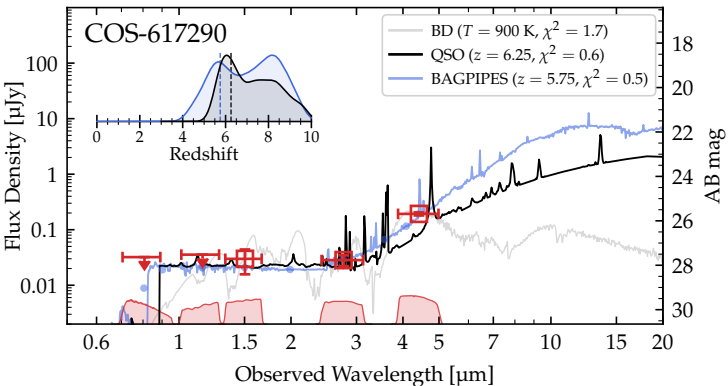 COS-617290
BD (T = 900 K, χ² = 1.7)
QSO (z = 6.25, χ² = 0.6)
BAGPIPES (z = 5.75, χ² = 0.5)
Flux Density [µJy]
100
10
1
0.1
0.01
0 2 4 6 8 10
Redshift
18
20
22
24
26
28
30
AB mag
0.6 1 2 3 4 5 10 15 20
Observed Wavelength [µm]